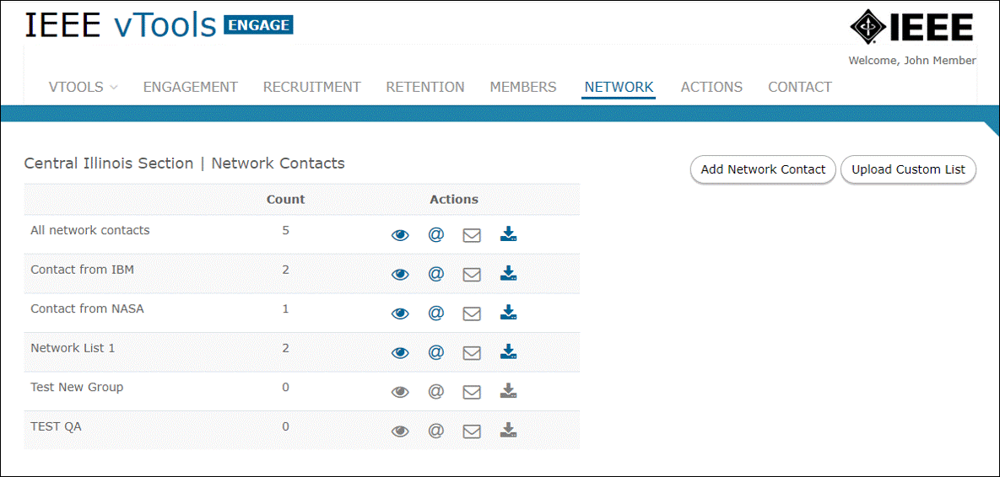 IEEE vTools ENGAGE
IEEE
Welcome, John Member
VTOOLS ENGAGEMENT RECRUITMENT RETENTION MEMBERS NETWORK ACTIONS CONTACT
Central Illinois Section | Network Contacts
Add Network Contact Upload Custom List
Count Actions
All network contacts 5 @
Contact from IBM 2 @
Contact from NASA 1 @
Network List 1 2 @
Test New Group 0 @
TEST QA 0 @